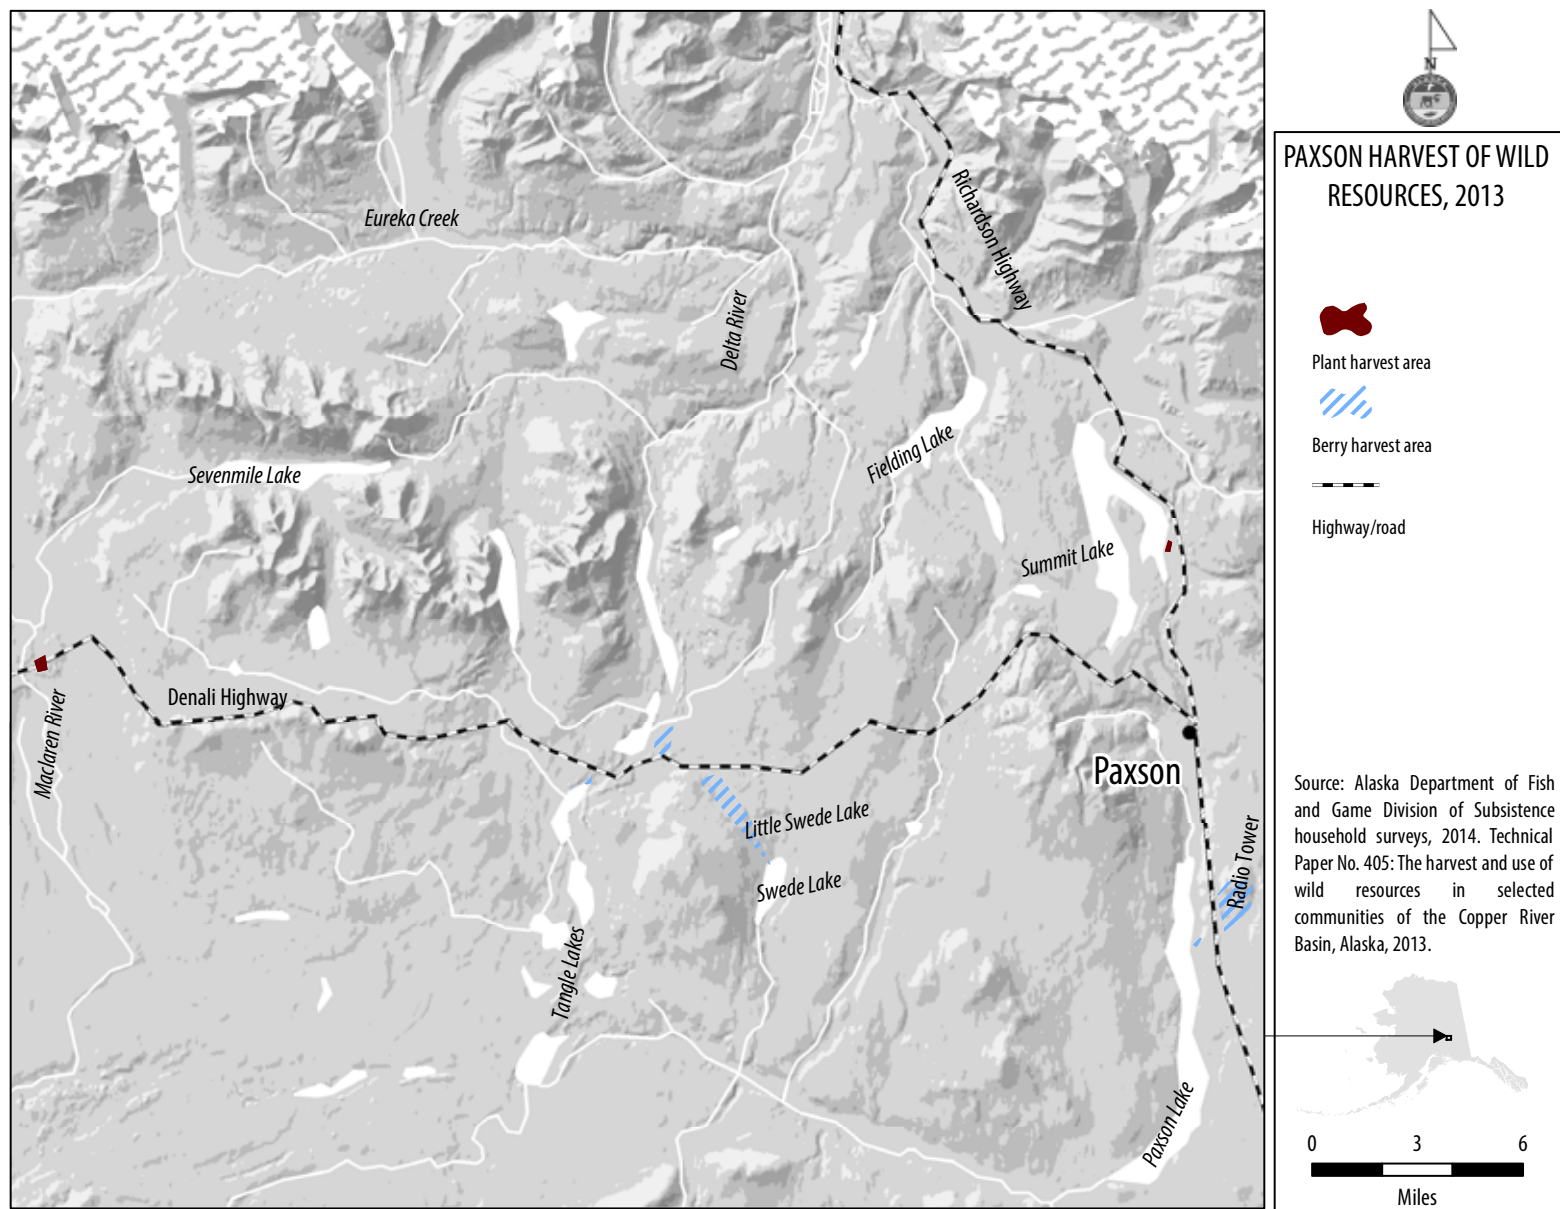 N
PAXSON HARVEST OF WILD
RESOURCES, 2013
Plant harvest area
Berry harvest area
Highway/road
Richardson Highway
Eureka Creek
Delta River
Fielding Lake
Sevenmile Lake
Summit Lake
Denali Highway
Maclaren River
Paxson
Little Swede Lake
Swede Lake
Radio Tower
Tangle Lakes
Paxson Lake
Source: Alaska Department of Fish
and Game Division of Subsistence
household surveys, 2014. Technical
Paper No. 405: The harvest and use of
wild resources in selected
communities of the Copper River
Basin, Alaska, 2013.
0 3 6
Miles